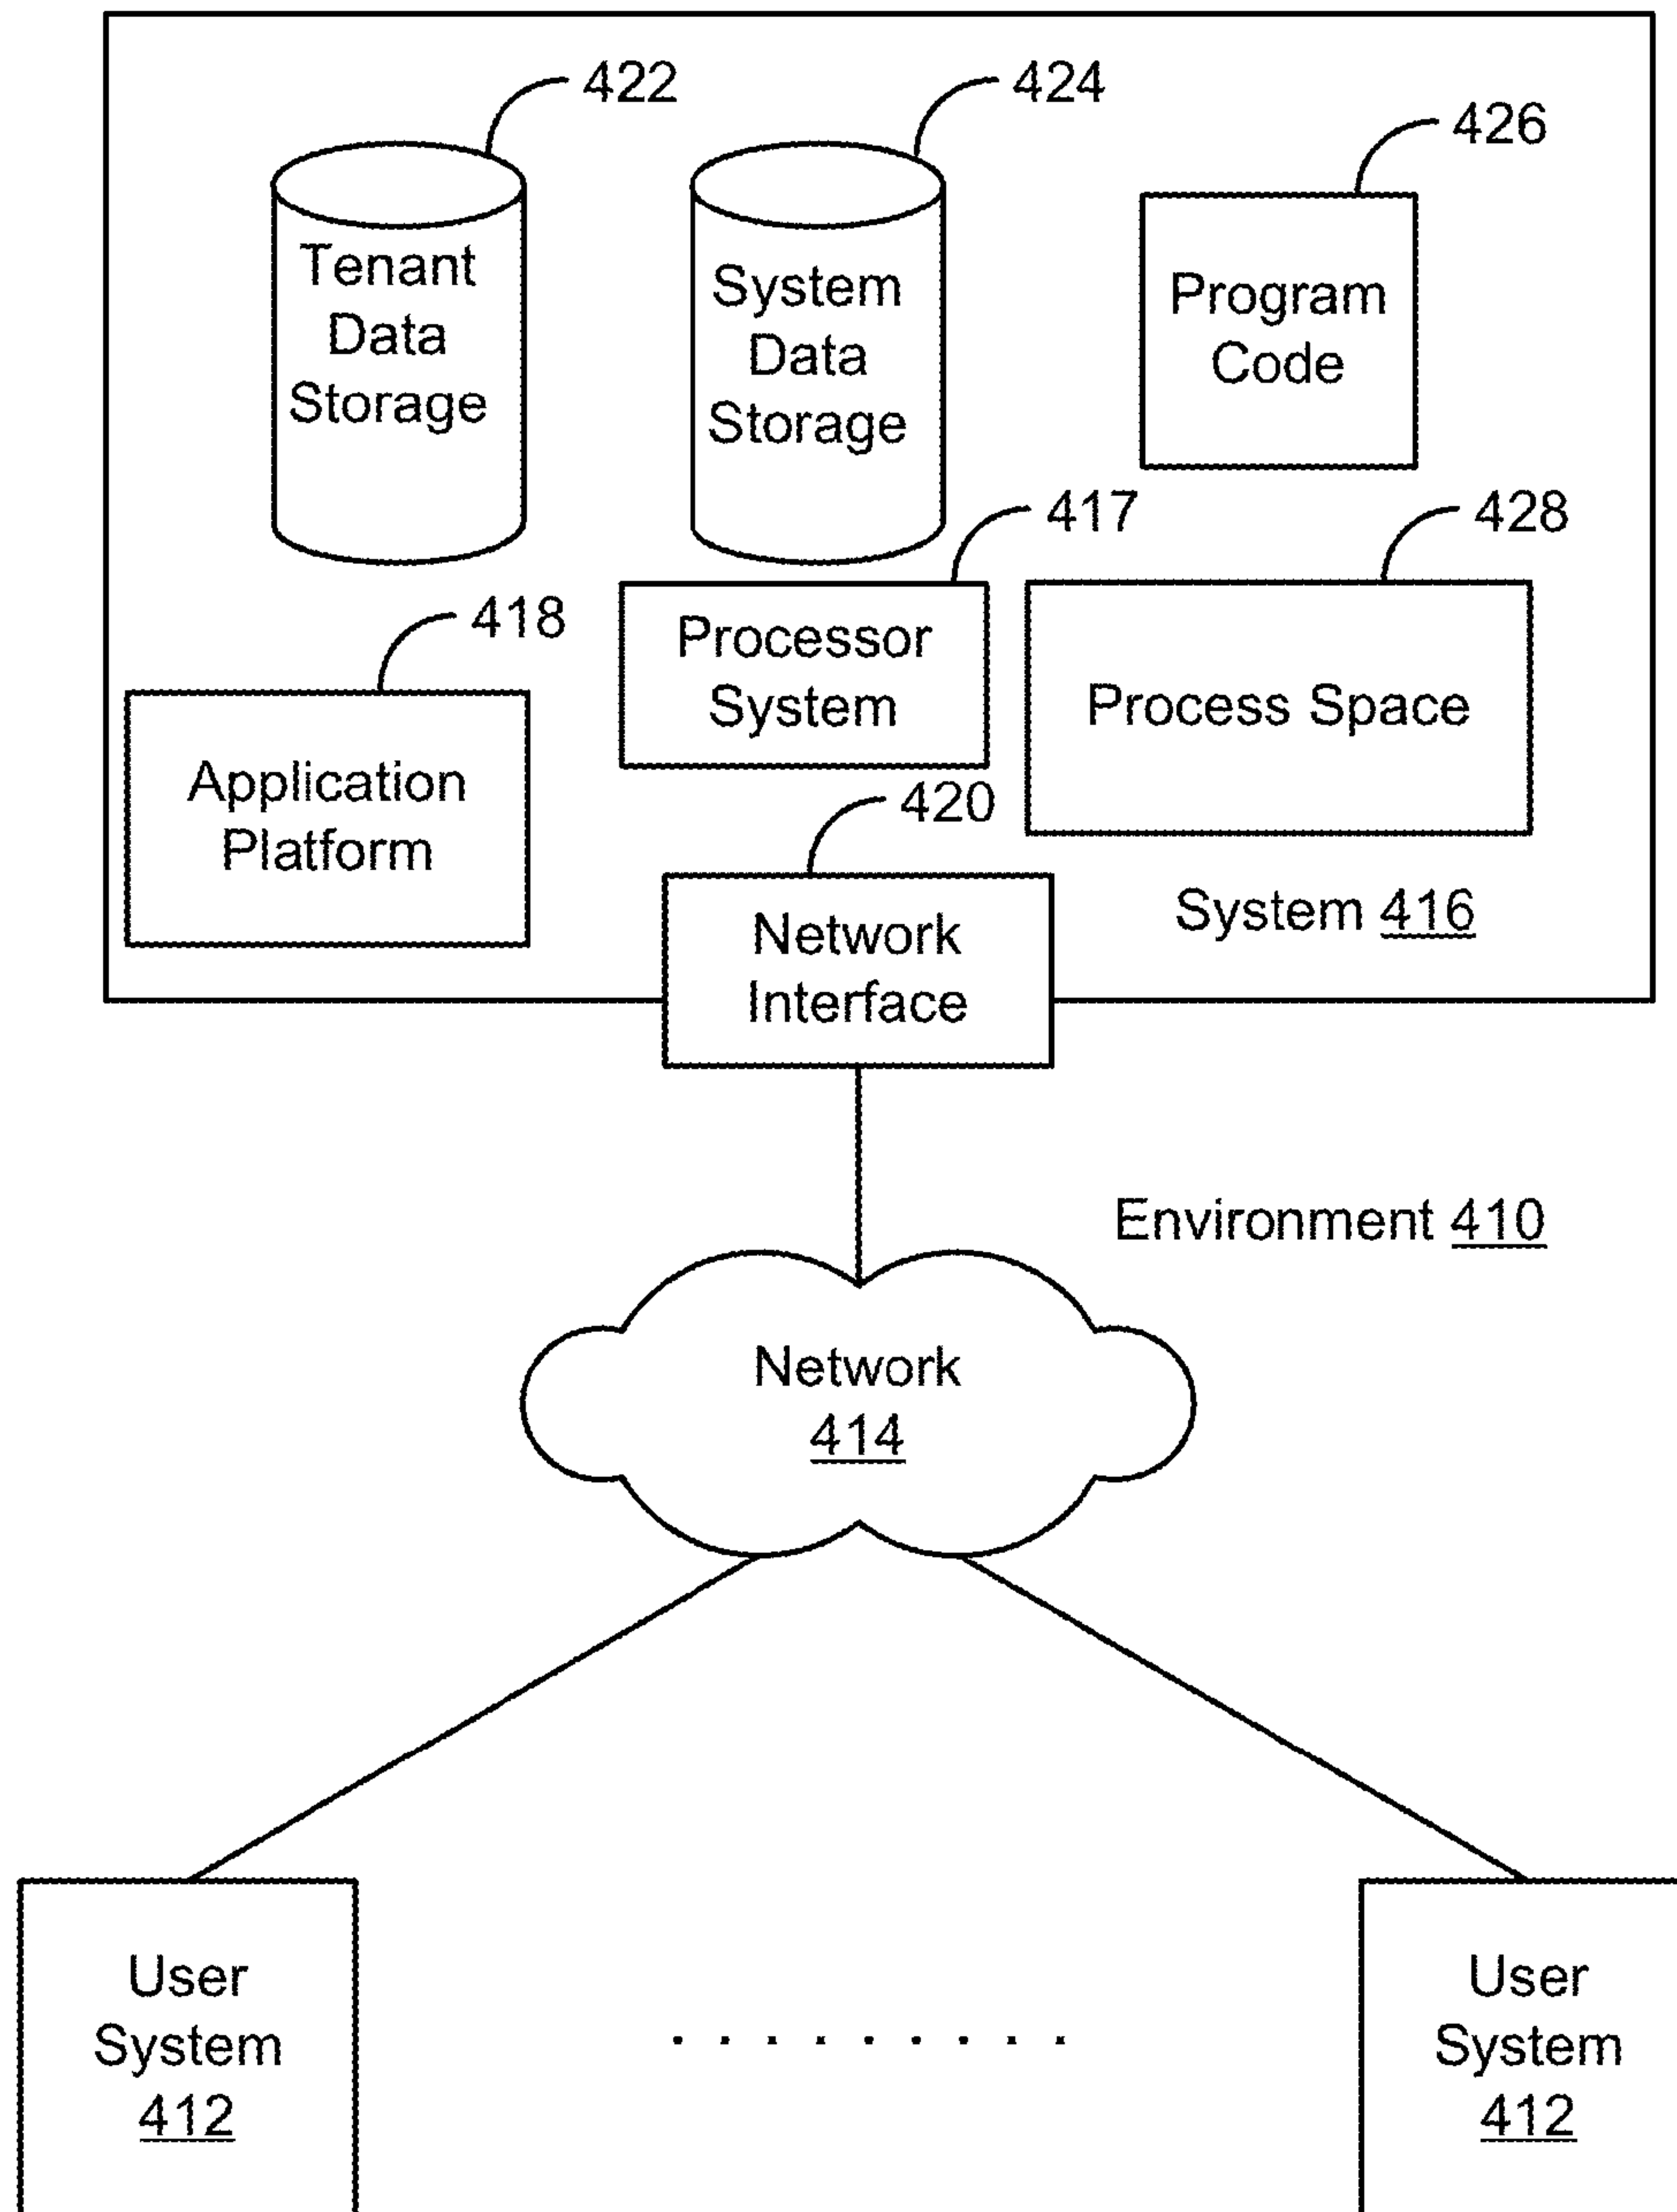 422
424
426
Tenant
Data
Storage
System
Data
Storage
Program
Code
417
428
418
Processor
System
Process Space
Application
Platform
420
Network
Interface
System 416
Environment 410
Network
414
User
System
412
User
System
412